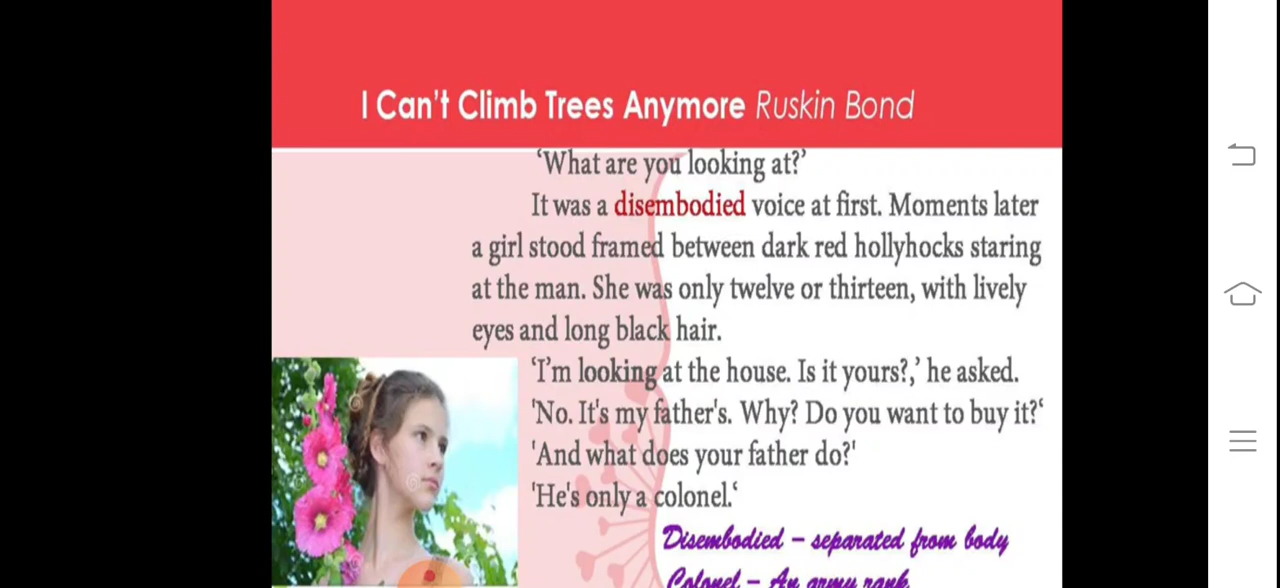 I Can't Climb Trees Anymore Ruskin Bond
‘What are you looking at?’
It was a disembodied voice at first. Moments later
a girl stood framed between dark red hollyhocks staring
at the man. She was only twelve or thirteen, with lively
eyes and long black hair.
‘I’m looking at the house. Is it yours?,’ he asked.
'No. It's my father's. Why? Do you want to buy it?‘
'And what does your father do?'
'He's only a colonel.‘
Disembodied – separated from body
Colonel – An army rank